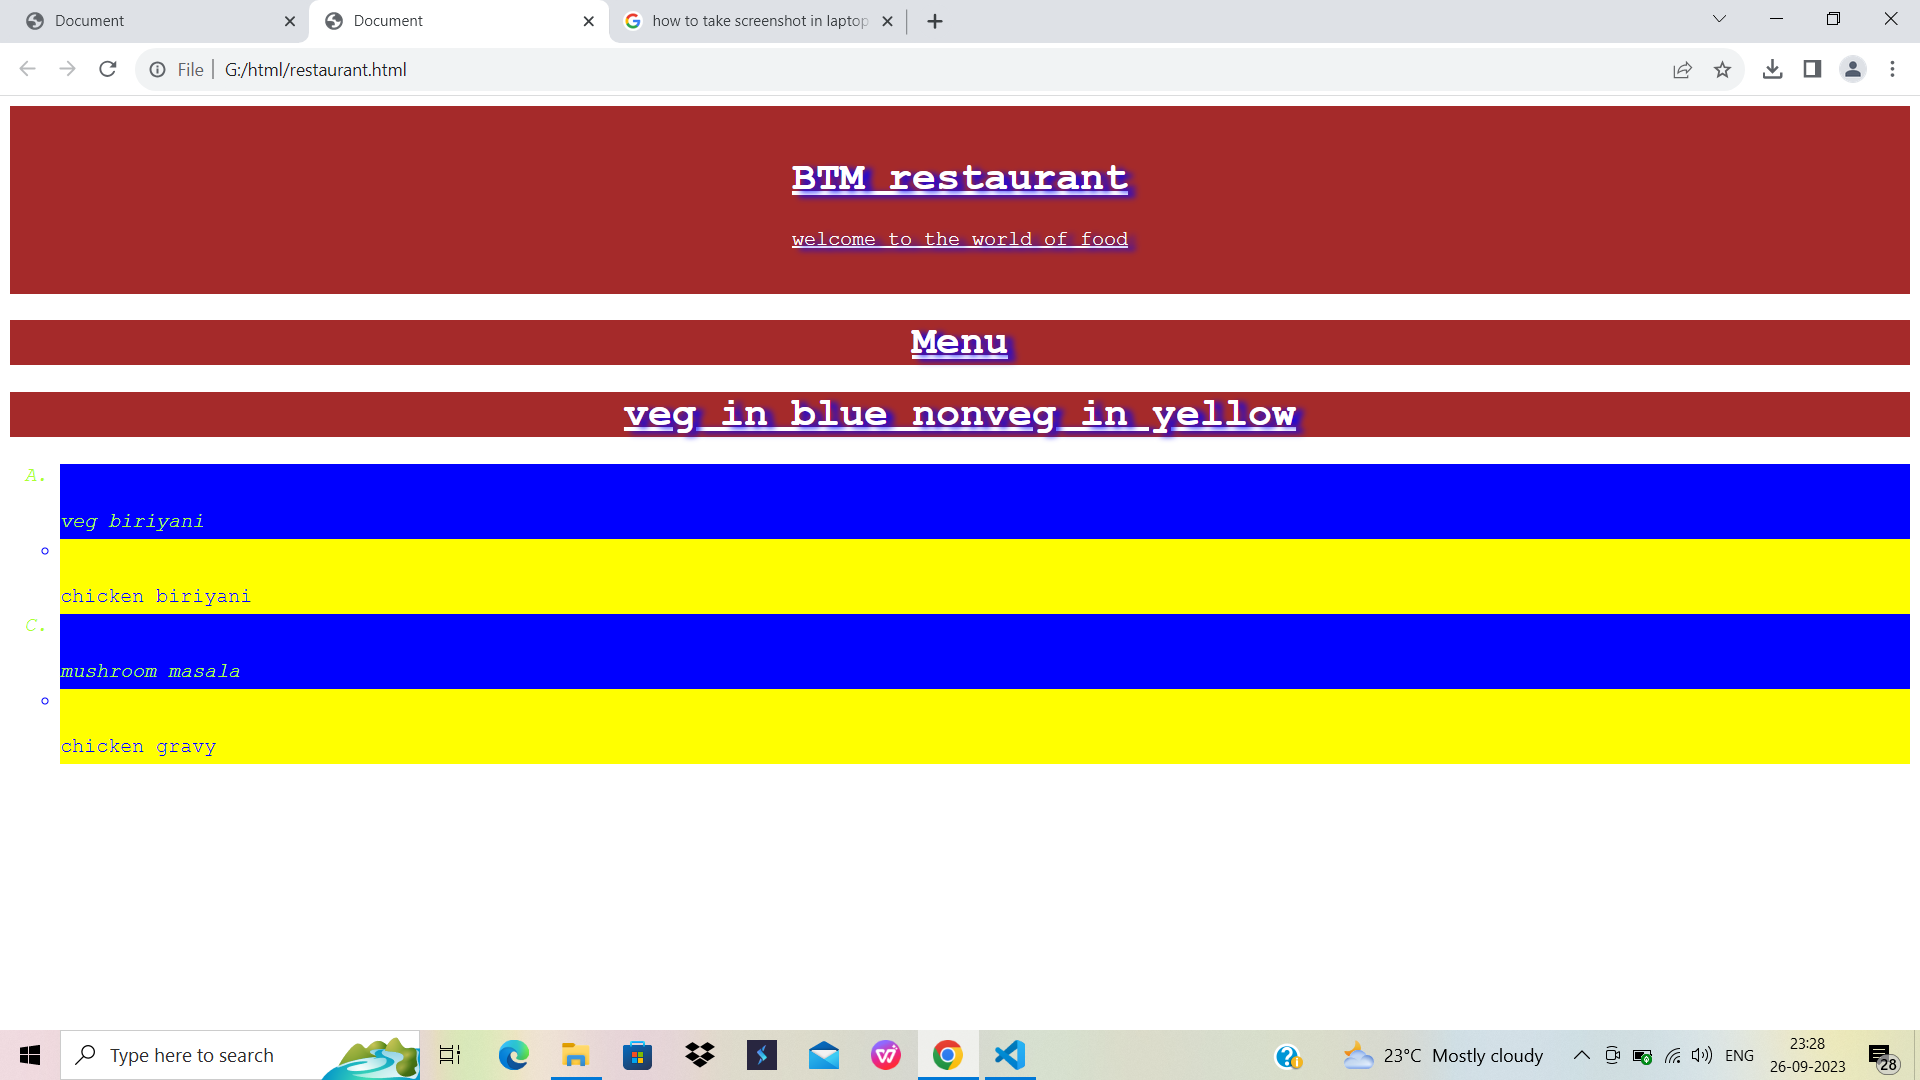 Document
Document
how to take screenshot in laptop
File
G:/html/restaurant.html
BTM restaurant
welcome to the world of food
Menu
veg in blue nonveg in yellow
A.
veg biriyani
chicken biriyani
C.
mushroom masala
chicken gravy
Type here to search
23°C Mostly cloudy
ENG
23:28
26-09-2023
28